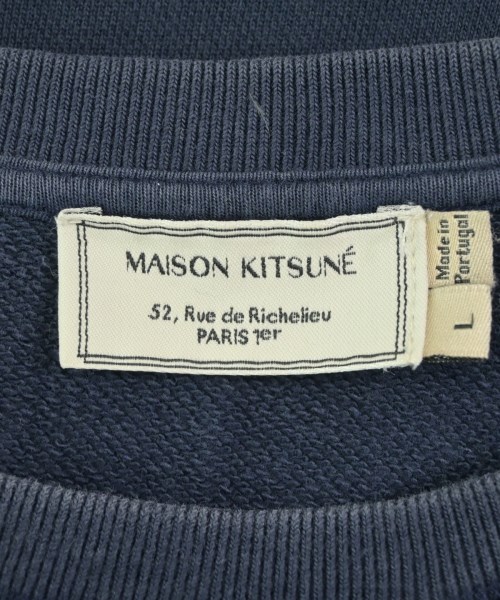 MAISON KITSUNÉ
52, Rue de Richelieu
PARIS 1er
Made in
Portugal
L